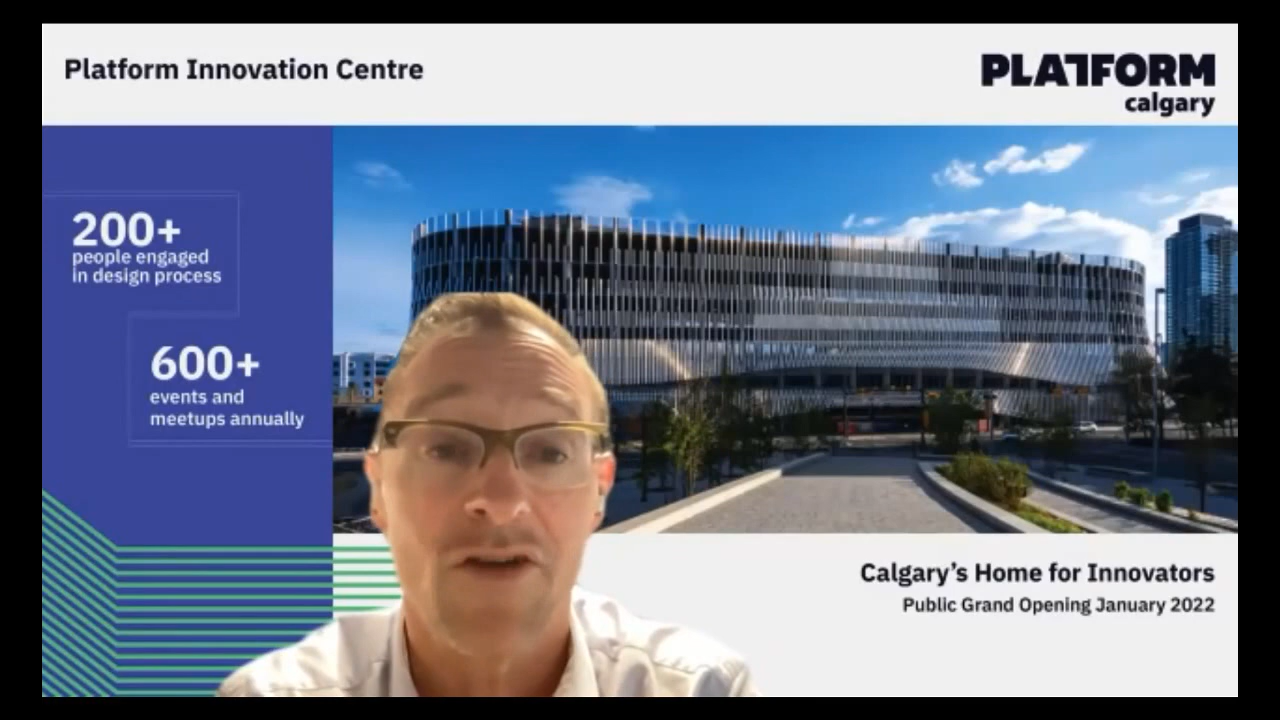 Platform Innovation Centre
PLATFORM
calgary
200+
people engaged
in design process
600+
events and
meetups annually
Calgary's Home for Innovators
Public Grand Opening January 2022